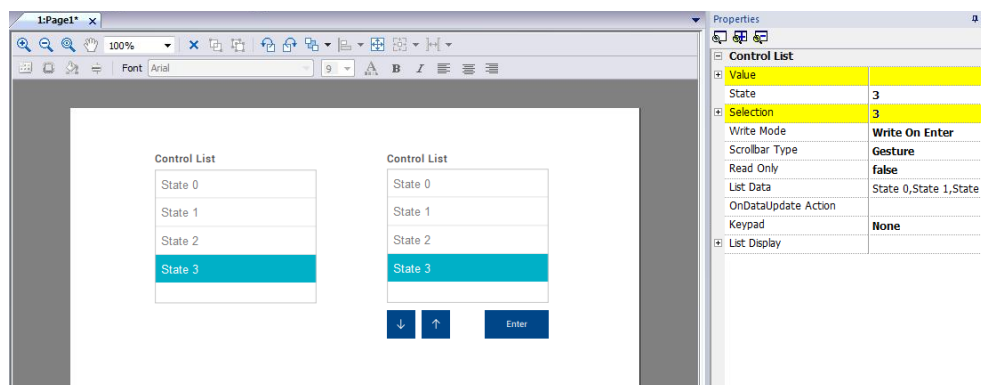 1:Page1* x
Properties
100%
Font Arial 9 A B I
Control List
Value
State 3
Selection 3
Write Mode Write On Enter
Scrollbar Type Gesture
Read Only false
List Data State 0,State 1,State
OnDataUpdate Action
Keypad None
List Display
Control List
State 0
State 1
State 2
State 3
Control List
State 0
State 1
State 2
State 3
Enter